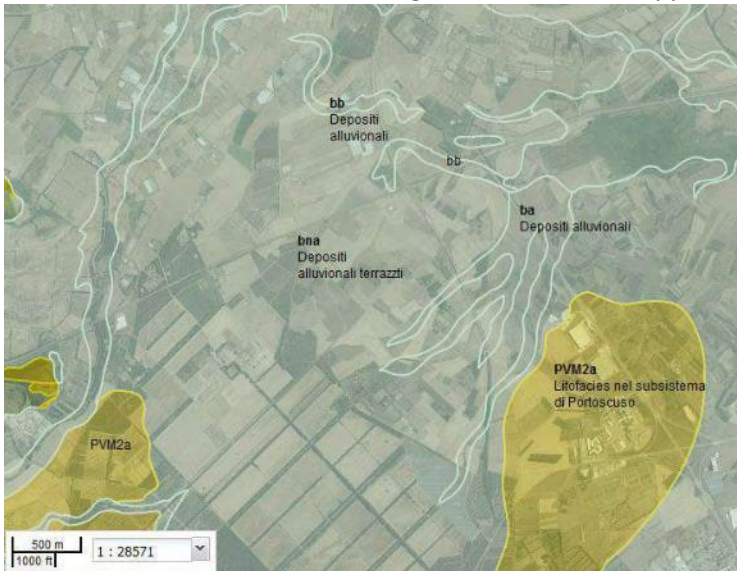 bb
Depositi
alluvionali
bb
ba
Depositi alluvionali
bna
Depositi
alluvionali terrazzti
PVM2a
Litofacies nel subsistema
di Portoscuso
PVM2a
500 m
1000 ft
1 : 28571